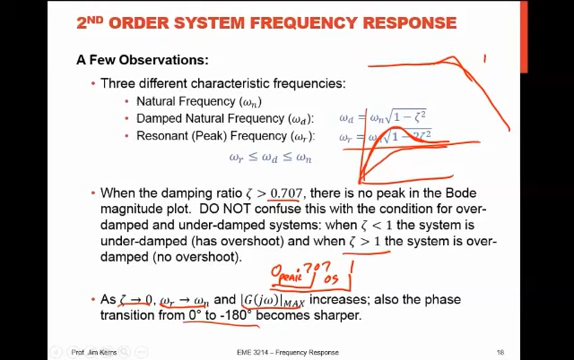 2ND ORDER SYSTEM FREQUENCY RESPONSE
A Few Observations:
• Three different characteristic frequencies:
• Natural Frequency (ωn)
• Damped Natural Frequency (ωd): ωd = ωn√1 − ζ²
• Resonant (Peak) Frequency (ωr): ωr = ωn√1 − 2ζ²
ωr ≤ ωd ≤ ωn
• When the damping ratio ζ > 0.707, there is no peak in the Bode
magnitude plot. DO NOT confuse this with the condition for over-
damped and under-damped systems: when ζ < 1 the system is
under-damped (has overshoot) and when ζ > 1 the system is over-
damped (no overshoot).
0 .707 1
peak OS
• As ζ → 0, ωr → ωn and |G(jω)|MAX increases; also the phase
transition from 0° to -180° becomes sharper.
Prof. Jim Kerns EME 3214 – Frequency Response 18